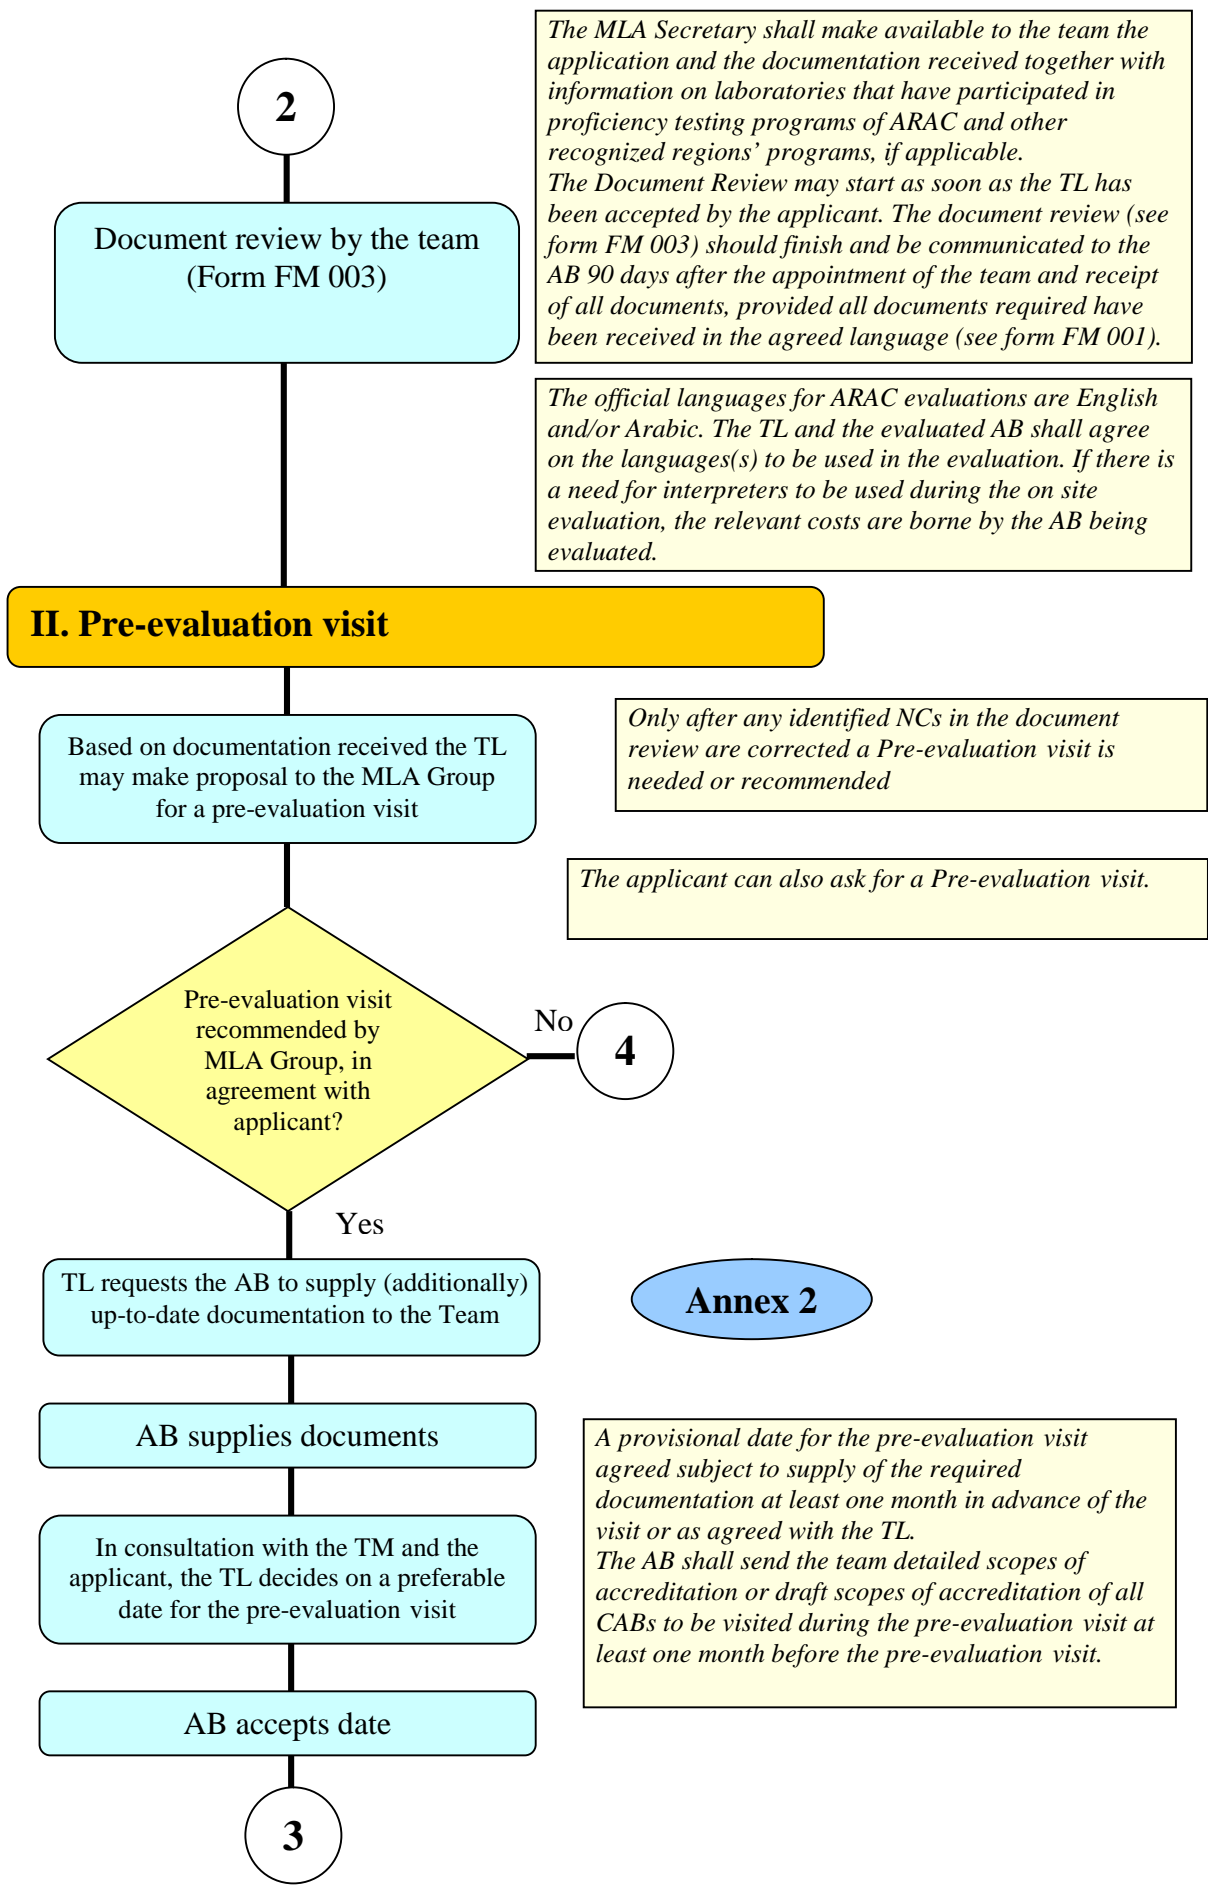 The MLA Secretary shall make available to the team the
application and the documentation received together with
information on laboratories that have participated in
proficiency testing programs of ARAC and other
recognized regions’ programs, if applicable.
The Document Review may start as soon as the TL has
been accepted by the applicant. The document review (see
form FM 003) should finish and be communicated to the
AB 90 days after the appointment of the team and receipt
of all documents, provided all documents required have
been received in the agreed language (see form FM 001).
2
Document review by the team
(Form FM 003)
The official languages for ARAC evaluations are English
and/or Arabic. The TL and the evaluated AB shall agree
on the languages(s) to be used in the evaluation. If there is
a need for interpreters to be used during the on site
evaluation, the relevant costs are borne by the AB being
evaluated.
II. Pre-evaluation visit
Based on documentation received the TL
may make proposal to the MLA Group
for a pre-evaluation visit
Only after any identified NCs in the document
review are corrected a Pre-evaluation visit is
needed or recommended
The applicant can also ask for a Pre-evaluation visit.
Pre-evaluation visit
recommended by
MLA Group, in
agreement with
applicant?
No
4
Yes
TL requests the AB to supply (additionally)
up-to-date documentation to the Team
Annex 2
AB supplies documents
A provisional date for the pre-evaluation visit
agreed subject to supply of the required
documentation at least one month in advance of the
visit or as agreed with the TL.
The AB shall send the team detailed scopes of
accreditation or draft scopes of accreditation of all
CABs to be visited during the pre-evaluation visit at
least one month before the pre-evaluation visit.
In consultation with the TM and the
applicant, the TL decides on a preferable
date for the pre-evaluation visit
AB accepts date
3